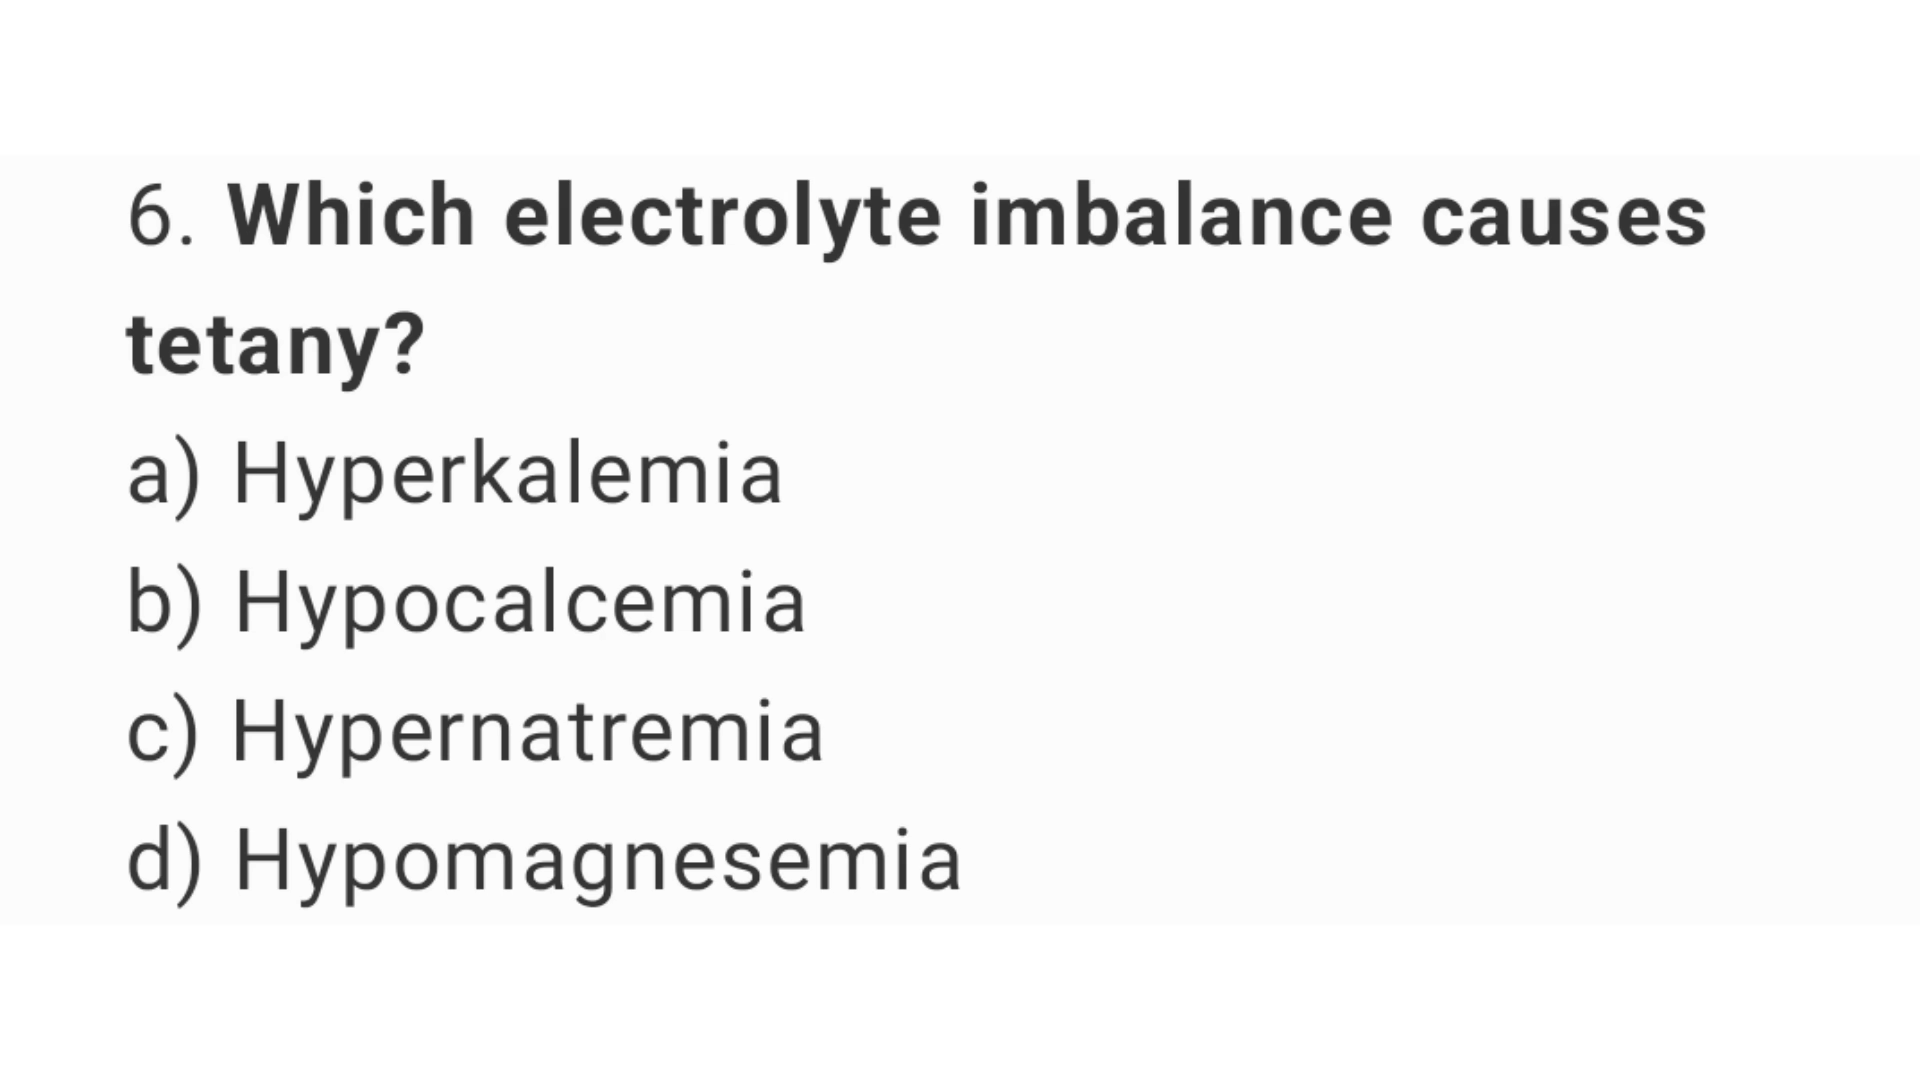 6. Which electrolyte imbalance causes
tetany?
a) Hyperkalemia
b) Hypocalcemia
c) Hypernatremia
d) Hypomagnesemia